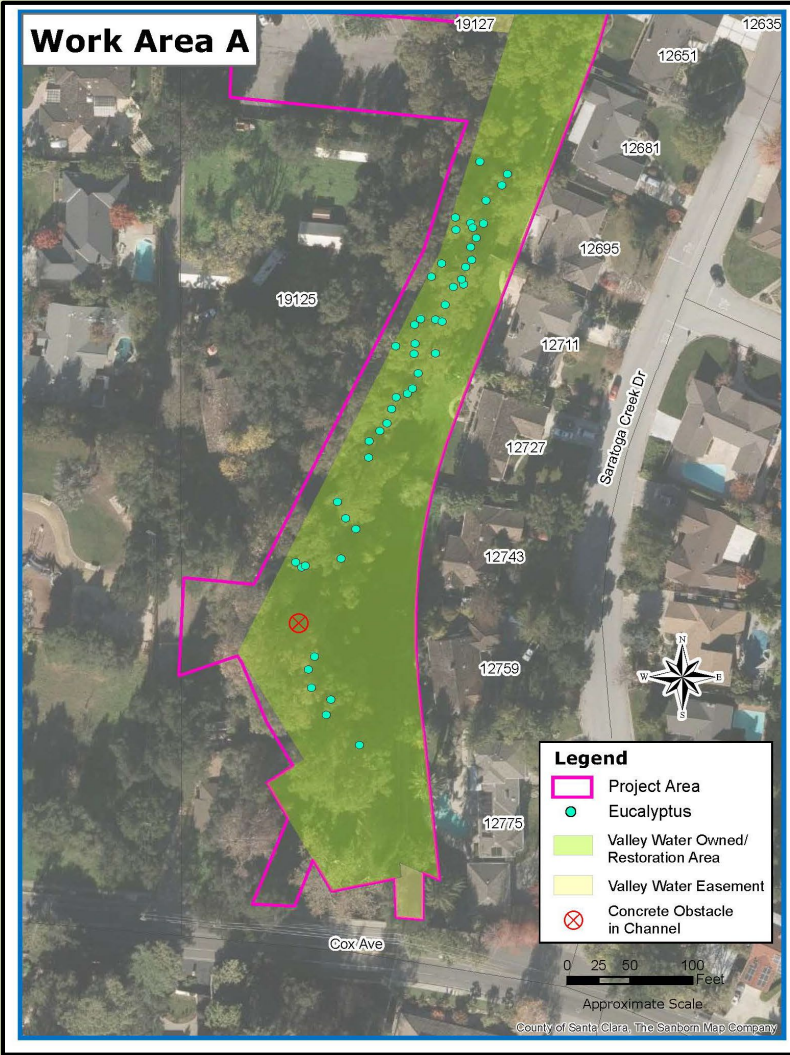 Work Area A
19127
12635
12651
12681
12695
19125
12711
Saratoga Creek Dr
12727
12743
12759
N
W E
S
12775
Legend
Project Area
Eucalyptus
Valley Water Owned/
Restoration Area
Valley Water Easement
Concrete Obstacle
in Channel
Cox Ave
0 25 50 100
Feet
Approximate Scale
County of Santa Clara, The Sanborn Map Company